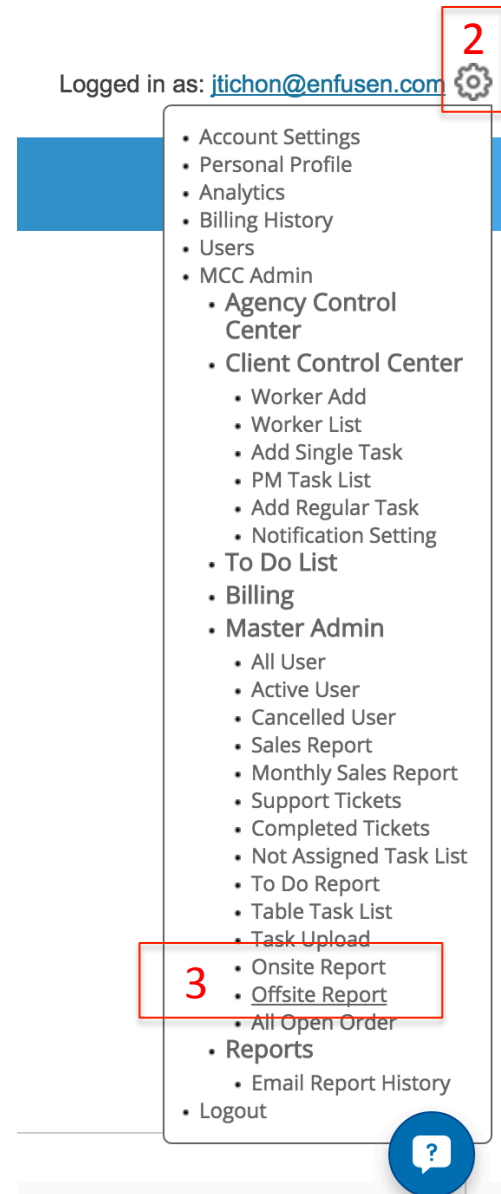 2
Logged in as: jtichon@enfusen.com
• Account Settings
• Personal Profile
• Analytics
• Billing History
• Users
• MCC Admin
• Agency Control
Center
• Client Control Center
• Worker Add
• Worker List
• Add Single Task
• PM Task List
• Add Regular Task
• Notification Setting
• To Do List
• Billing
• Master Admin
• All User
• Active User
• Cancelled User
• Sales Report
• Monthly Sales Report
• Support Tickets
• Completed Tickets
• Not Assigned Task List
• To Do Report
• Table Task List
• Task Upload
• Onsite Report
3
• Offsite Report
• All Open Order
• Reports
• Email Report History
• Logout
?